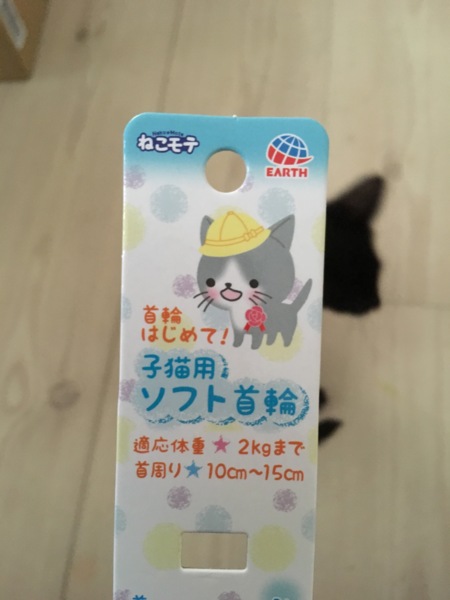 ねこモテ
EARTH
首輪
はじめて!
子猫用
ソフト首輪
適応体重★2kgまで
首周り★10cm〜15cm